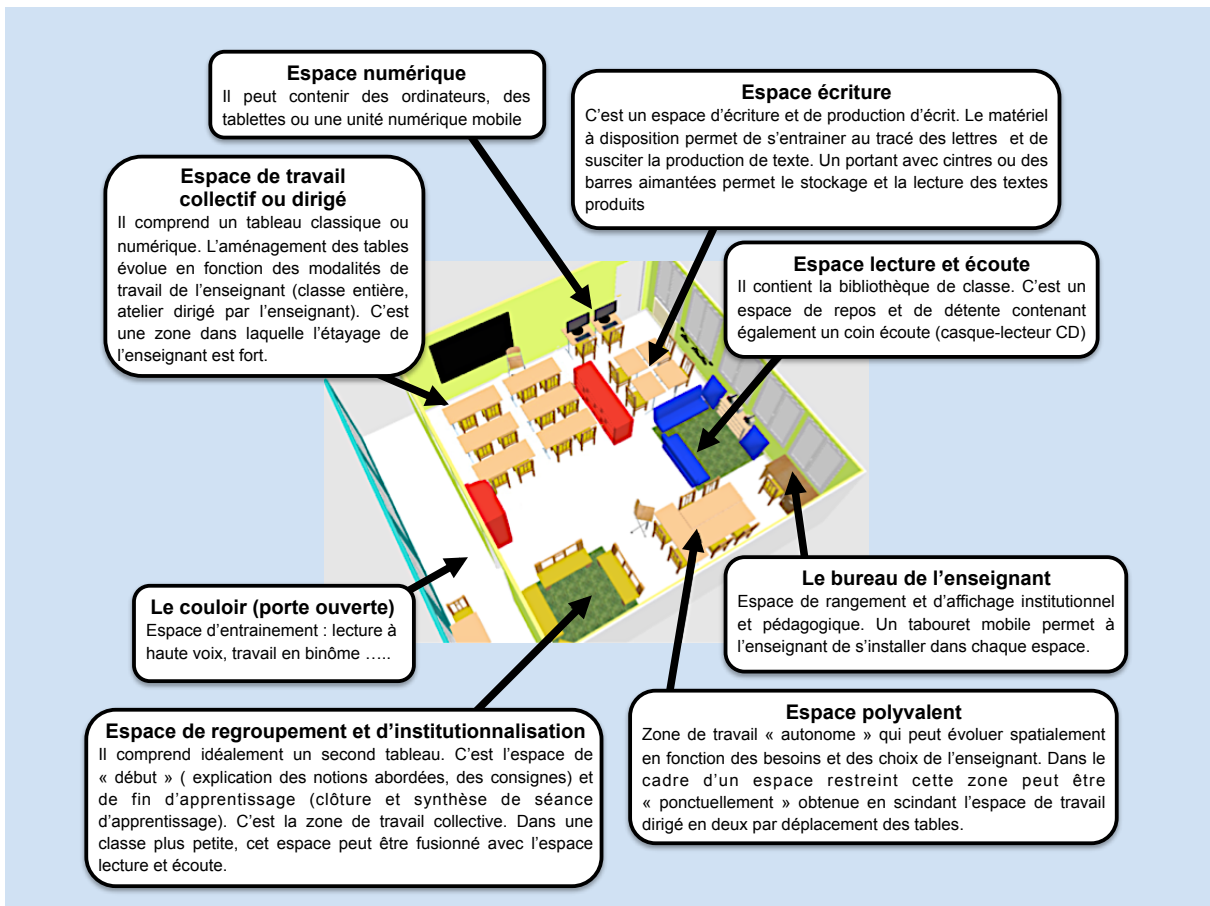 Espace numérique
Il peut contenir des ordinateurs, des
tablettes ou une unité numérique mobile
Espace écriture
C’est un espace d’écriture et de production d’écrit. Le matériel
à disposition permet de s’entrainer au tracé des lettres et de
susciter la production de texte. Un portant avec cintres ou des
barres aimantées permet le stockage et la lecture des textes
produits
Espace de travail
collectif ou dirigé
Il comprend un tableau classique ou
numérique. L’aménagement des tables
évolue en fonction des modalités de
travail de l’enseignant (classe entière,
atelier dirigé par l’enseignant). C’est
une zone dans laquelle l’étayage de
l’enseignant est fort.
Espace lecture et écoute
Il contient la bibliothèque de classe. C’est un
espace de repos et de détente contenant
également un coin écoute (casque-lecteur CD)
Le couloir (porte ouverte)
Espace d’entrainement : lecture à
haute voix, travail en binôme …..
Le bureau de l’enseignant
Espace de rangement et d’affichage institutionnel
et pédagogique. Un tabouret mobile permet à
l’enseignant de s’installer dans chaque espace.
Espace de regroupement et d’institutionnalisation
Il comprend idéalement un second tableau. C’est l’espace de
« début » ( explication des notions abordées, des consignes) et
de fin d’apprentissage (clôture et synthèse de séance
d’apprentissage). C’est la zone de travail collective. Dans une
classe plus petite, cet espace peut être fusionné avec l’espace
lecture et écoute.
Espace polyvalent
Zone de travail « autonome » qui peut évoluer spatialement
en fonction des besoins et des choix de l’enseignant. Dans le
cadre d’un espace restreint cette zone peut être
« ponctuellement » obtenue en scindant l’espace de travail
dirigé en deux par déplacement des tables.